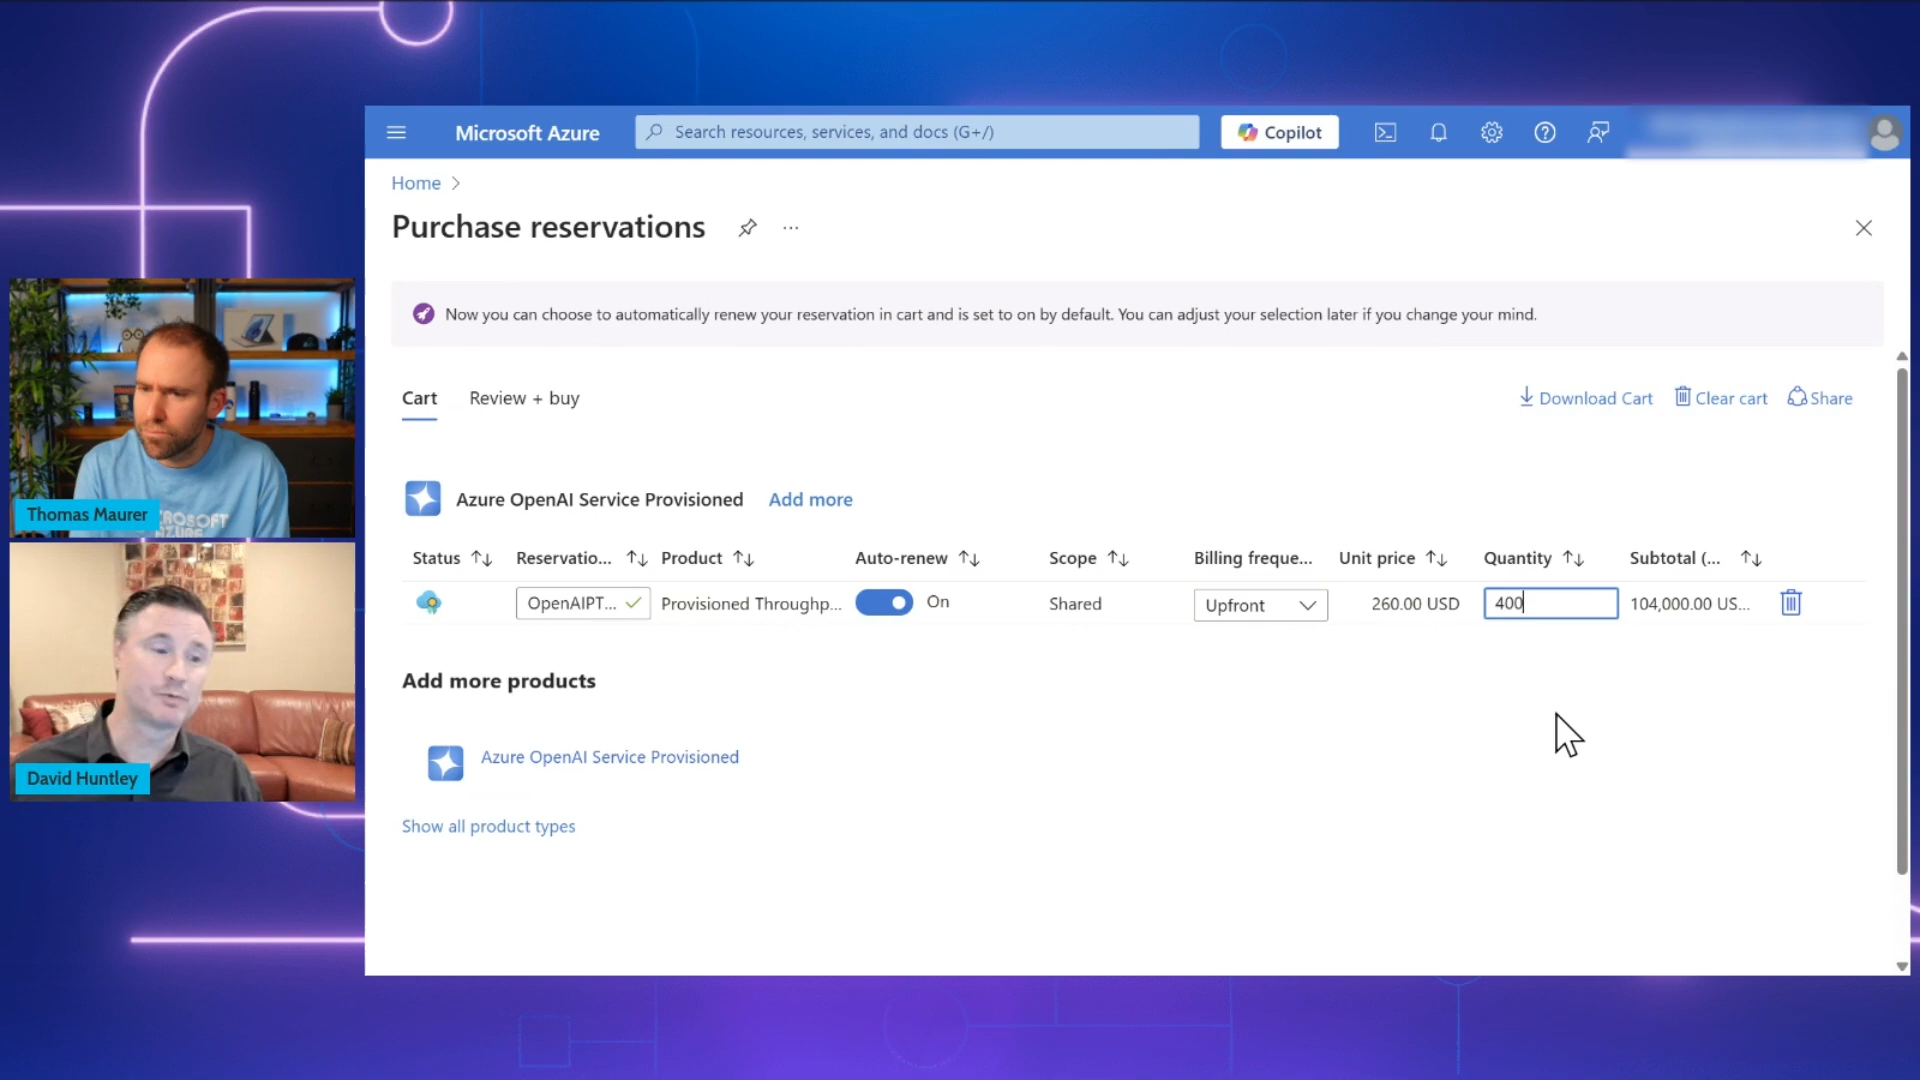 Microsoft Azure
Search resources, services, and docs (G+/)
Copilot
Home
Purchase reservations
Now you can choose to automatically renew your reservation in cart and is set to on by default. You can adjust your selection later if you change your mind.
Cart Review + buy
Download Cart Clear cart Share
Azure OpenAI Service Provisioned Add more
Status Reservatio... Product Auto-renew Scope Billing freque... Unit price Quantity Subtotal (...
OpenAIPT... Provisioned Throughp... On Shared Upfront 260.00 USD 400 104,000.00 US...
Add more products
Azure OpenAI Service Provisioned
Show all product types
Thomas Maurer
MICROSOFT
AZURE
David Huntley